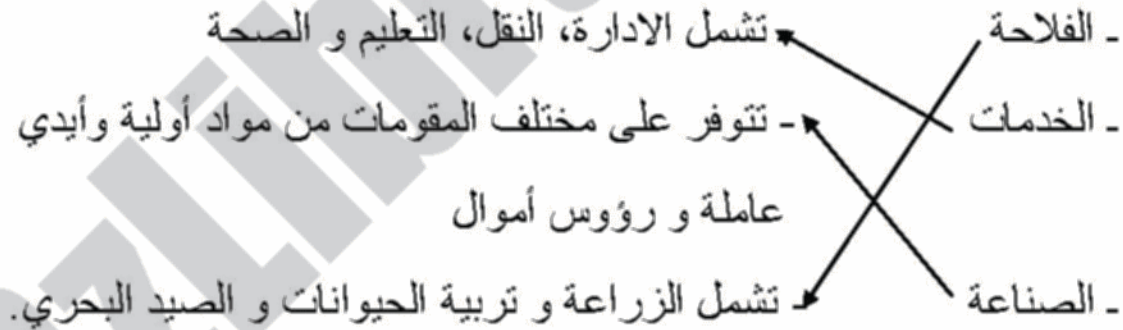 ـ الفلاحة تشمل الادارة، النقل، التعليم و الصحة
ـ الخدمات - تتوفر على مختلف المقومات من مواد أولية وأيدي
عاملة و رؤوس أموال
ـ الصناعة ـ تشمل الزراعة و تربية الحيوانات و الصيد البحري.